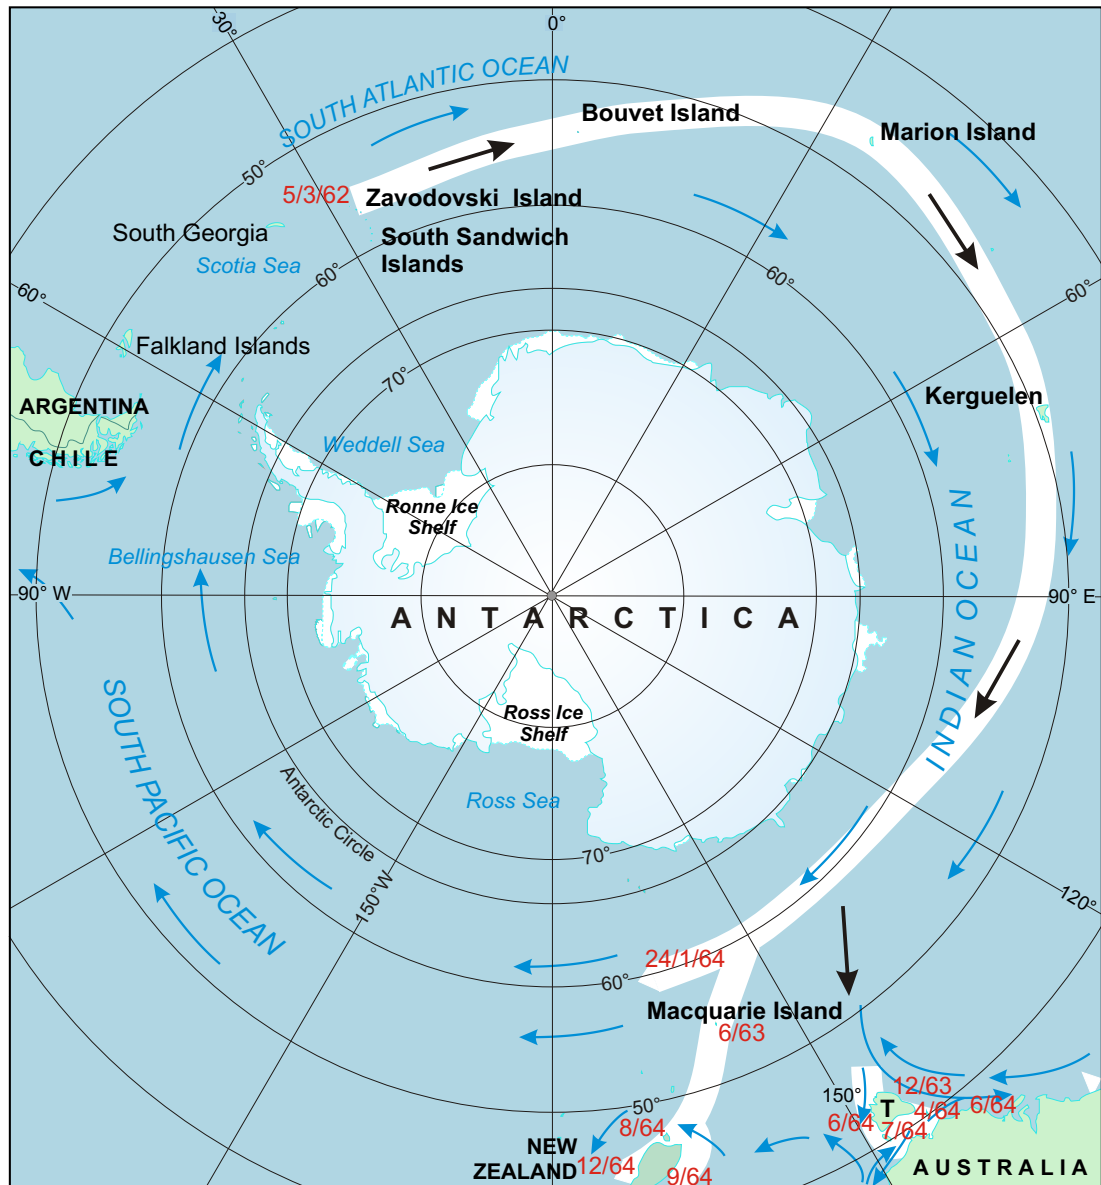 30°
0°
SOUTH ATLANTIC OCEAN
Bouvet Island
Marion Island
50°
5/3/62
Zavodovski Island
South Georgia
South Sandwich
Islands
Scotia Sea
60°
60°
60°
60°
Falkland Islands
70°
ARGENTINA
CHILE
Kerguelen
Weddell Sea
Ronne Ice
Shelf
Bellingshausen Sea
90° W
90° E
ANTARCTICA
INDIAN OCEAN
Ross Ice
Shelf
SOUTH PACIFIC OCEAN
Ross Sea
Antarctic Circle
70°
150°W
120°
24/1/64
60°
Macquarie Island
6/63
150°
12/63
T
4/64
6/64
6/64
7/64
50°
8/64
NEW
ZEALAND
12/64
9/64
AUSTRALIA